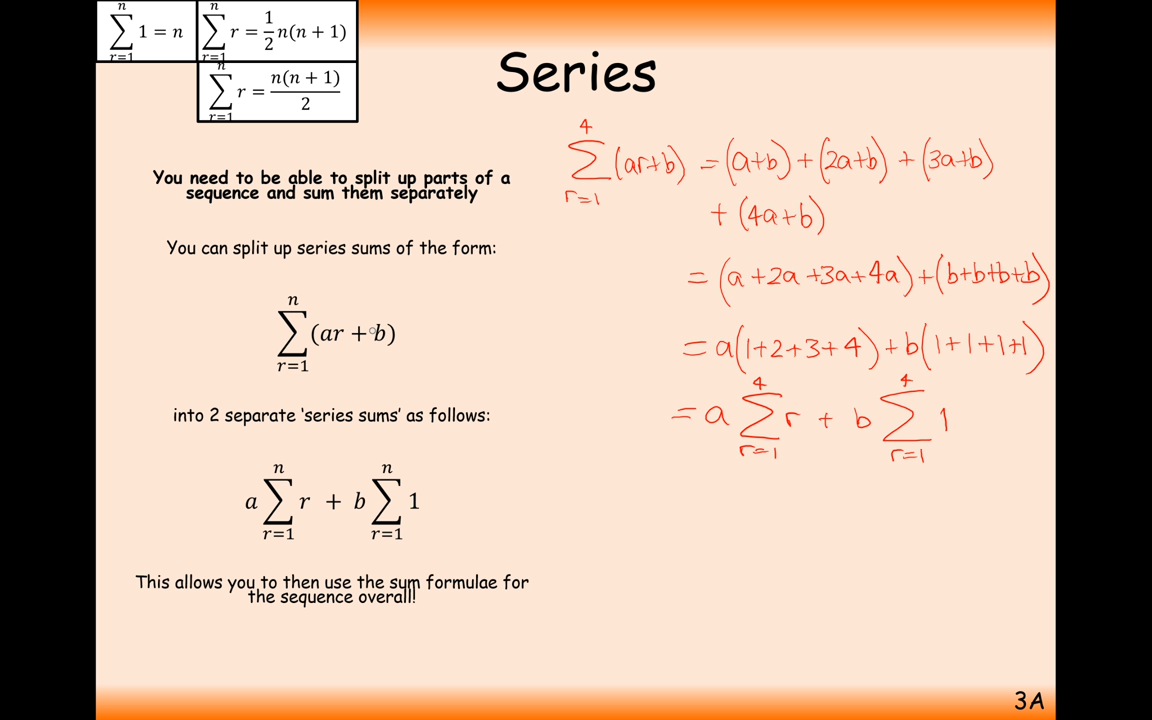 n
∑ 1 = n
r=1
n
∑ r = 1/2 n(n + 1)
r=1
n
∑ r = n(n + 1)/2
r=1
Series
You need to be able to split up parts of a
sequence and sum them separately
You can split up series sums of the form:
n
∑ (ar + b)
r=1
into 2 separate ‘series sums’ as follows:
n n
a ∑ r + b ∑ 1
r=1 r=1
This allows you to then use the sum formulae for
the sequence overall!
4
∑ (ar+b) = (a+b) + (2a+b) + (3a+b)
r=1
+ (4a+b)
= (a+2a+3a+4a)+(b+b+b+b)
= a(1+2+3+4)+b(1+1+1+1)
4 4
= a ∑ r + b ∑ 1
r=1 r=1
3A